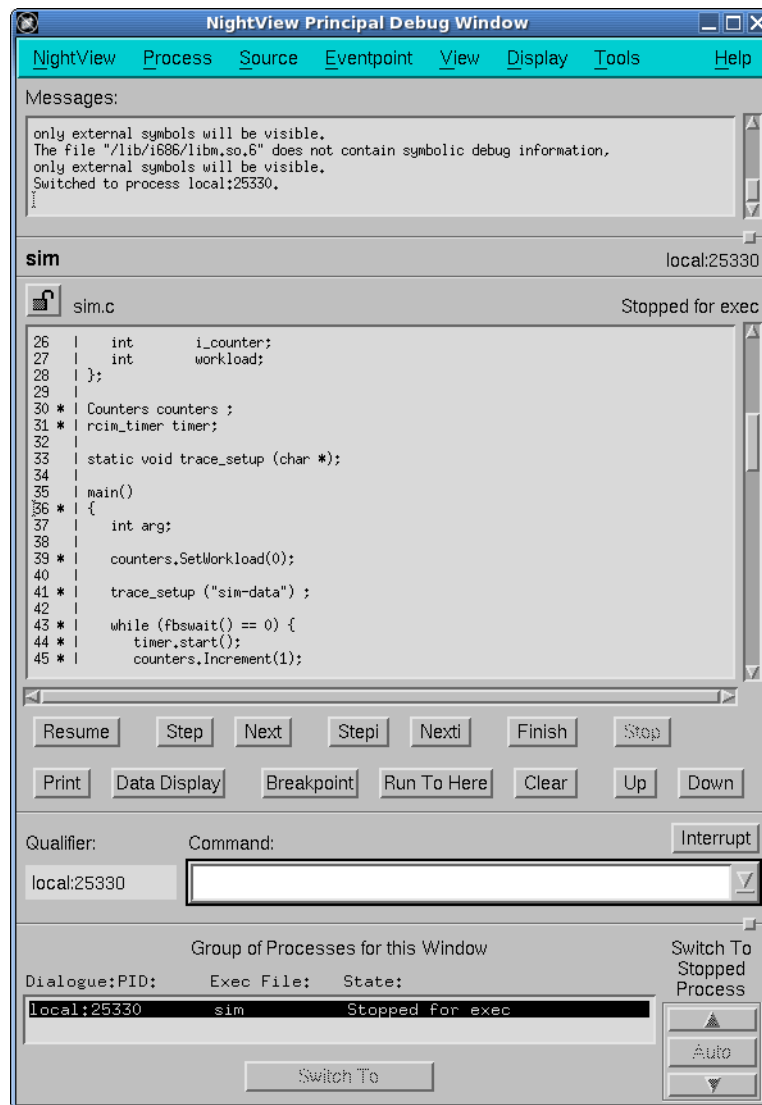 NightView Principal Debug Window
NightView Process Source Eventpoint View Display Tools Help
Messages:
only external symbols will be visible.
The file "/lib/i686/libm.so.6" does not contain symbolic debug information,
only external symbols will be visible.
Switched to process local:25330.
sim local:25330
sim.c Stopped for exec
26 | int i_counter;
27 | int workload;
28 | };
29 |
30 * | Counters counters ;
31 * | rcim_timer timer;
32 |
33 | static void trace_setup (char *);
34 |
35 | main()
36 * | {
37 | int arg;
38 |
39 * | counters.SetWorkload(0);
40 |
41 * | trace_setup ("sim-data") ;
42 |
43 * | while (fbswait() == 0) {
44 * | timer.start();
45 * | counters.Increment(1);
Resume Step Next Stepi Nexti Finish Stop
Print Data Display Breakpoint Run To Here Clear Up Down
Interrupt
Qualifier: Command:
local:25330
Group of Processes for this Window
Switch To
Stopped
Process
Dialogue:PID: Exec File: State:
local:25330 sim Stopped for exec
Auto
Switch To